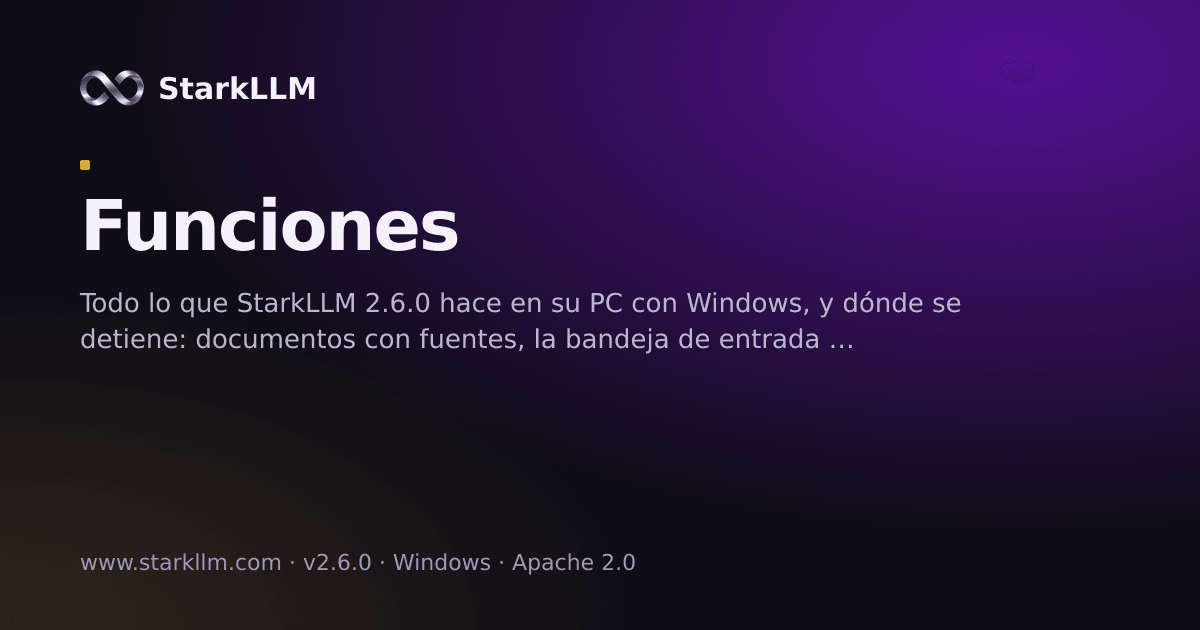 StarkLLM
Funciones
Todo lo que StarkLLM 2.6.0 hace en su PC con Windows, y dónde se
detiene: documentos con fuentes, la bandeja de entrada …
www.starkllm.com · v2.6.0 · Windows · Apache 2.0